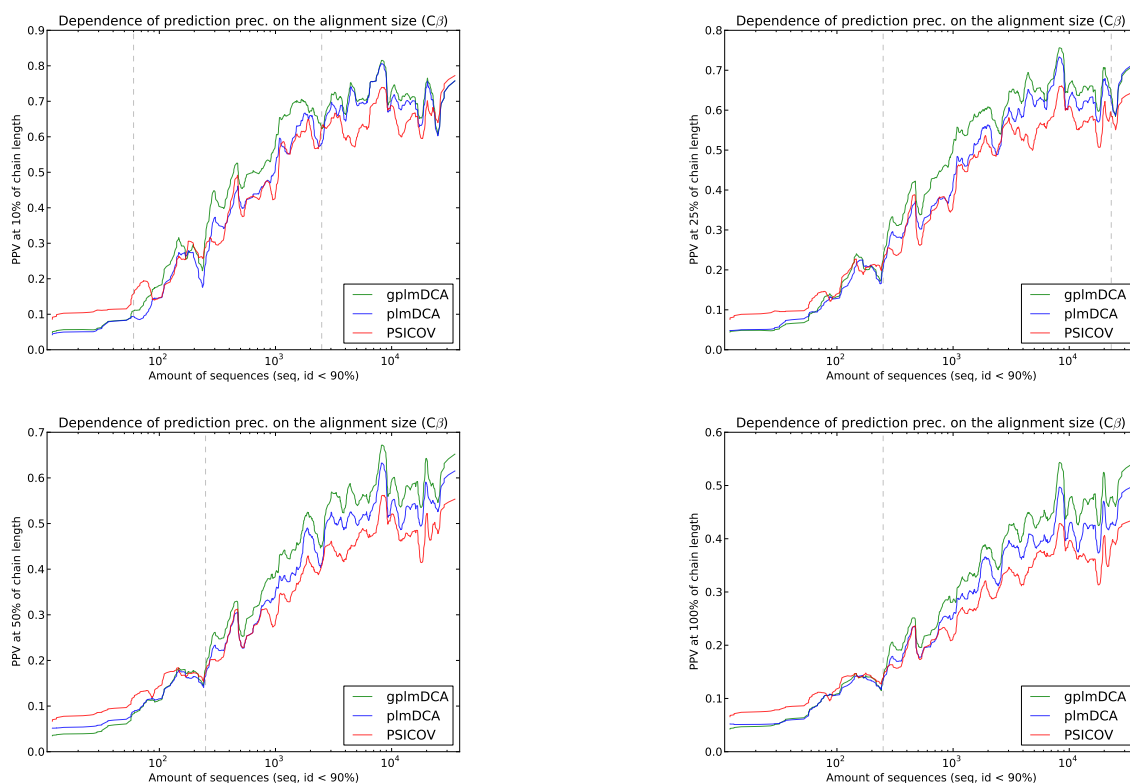 Dependence of prediction prec. on the alignment size (Cβ)
PPV at 10% of chain length
0.9
0.8
0.7
0.6
0.5
0.4
0.3
0.2
0.1
0.0
gplmDCA
plmDCA
PSICOV
10²
10³
10⁴
Amount of sequences (seq, id < 90%)
Dependence of prediction prec. on the alignment size (Cβ)
PPV at 25% of chain length
0.8
0.7
0.6
0.5
0.4
0.3
0.2
0.1
0.0
gplmDCA
plmDCA
PSICOV
10²
10³
10⁴
Amount of sequences (seq, id < 90%)
Dependence of prediction prec. on the alignment size (Cβ)
PPV at 50% of chain length
0.7
0.6
0.5
0.4
0.3
0.2
0.1
0.0
gplmDCA
plmDCA
PSICOV
10²
10³
10⁴
Amount of sequences (seq, id < 90%)
Dependence of prediction prec. on the alignment size (Cβ)
PPV at 100% of chain length
0.6
0.5
0.4
0.3
0.2
0.1
0.0
gplmDCA
plmDCA
PSICOV
10²
10³
10⁴
Amount of sequences (seq, id < 90%)